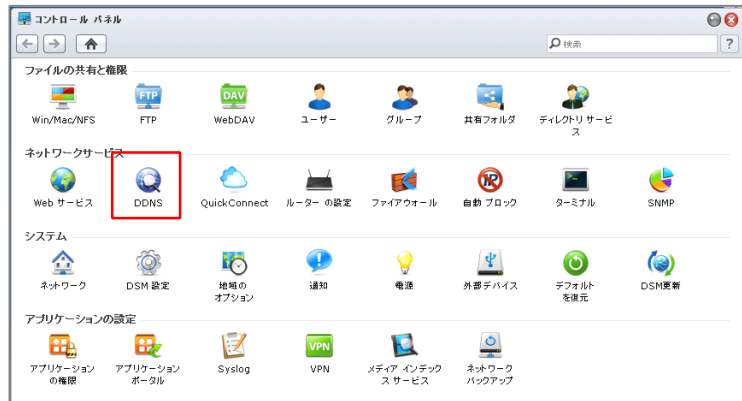 コントロール パネル
検索
?
ファイルの共有と権限
FTP
DAV
Win/Mac/NFS
FTP
WebDAV
ユーザー
グループ
共有フォルダ
ディレクトリ サービ
ス
ネットワークサービス
Web サービス
DDNS
QuickConnect
ルーター の設定
ファイアウォール
IP
自動 ブロック
ターミナル
SNMP
システム
ネットワーク
DSM 設定
地域の
オプション
通知
電源
外部デバイス
デフォルト
を復元
DSM更新
アプリケーションの設定
VPN
アプリケーション
の権限
アプリケーション
ポータル
Syslog
VPN
メディア インデック
ス サービス
ネットワーク
バックアップ